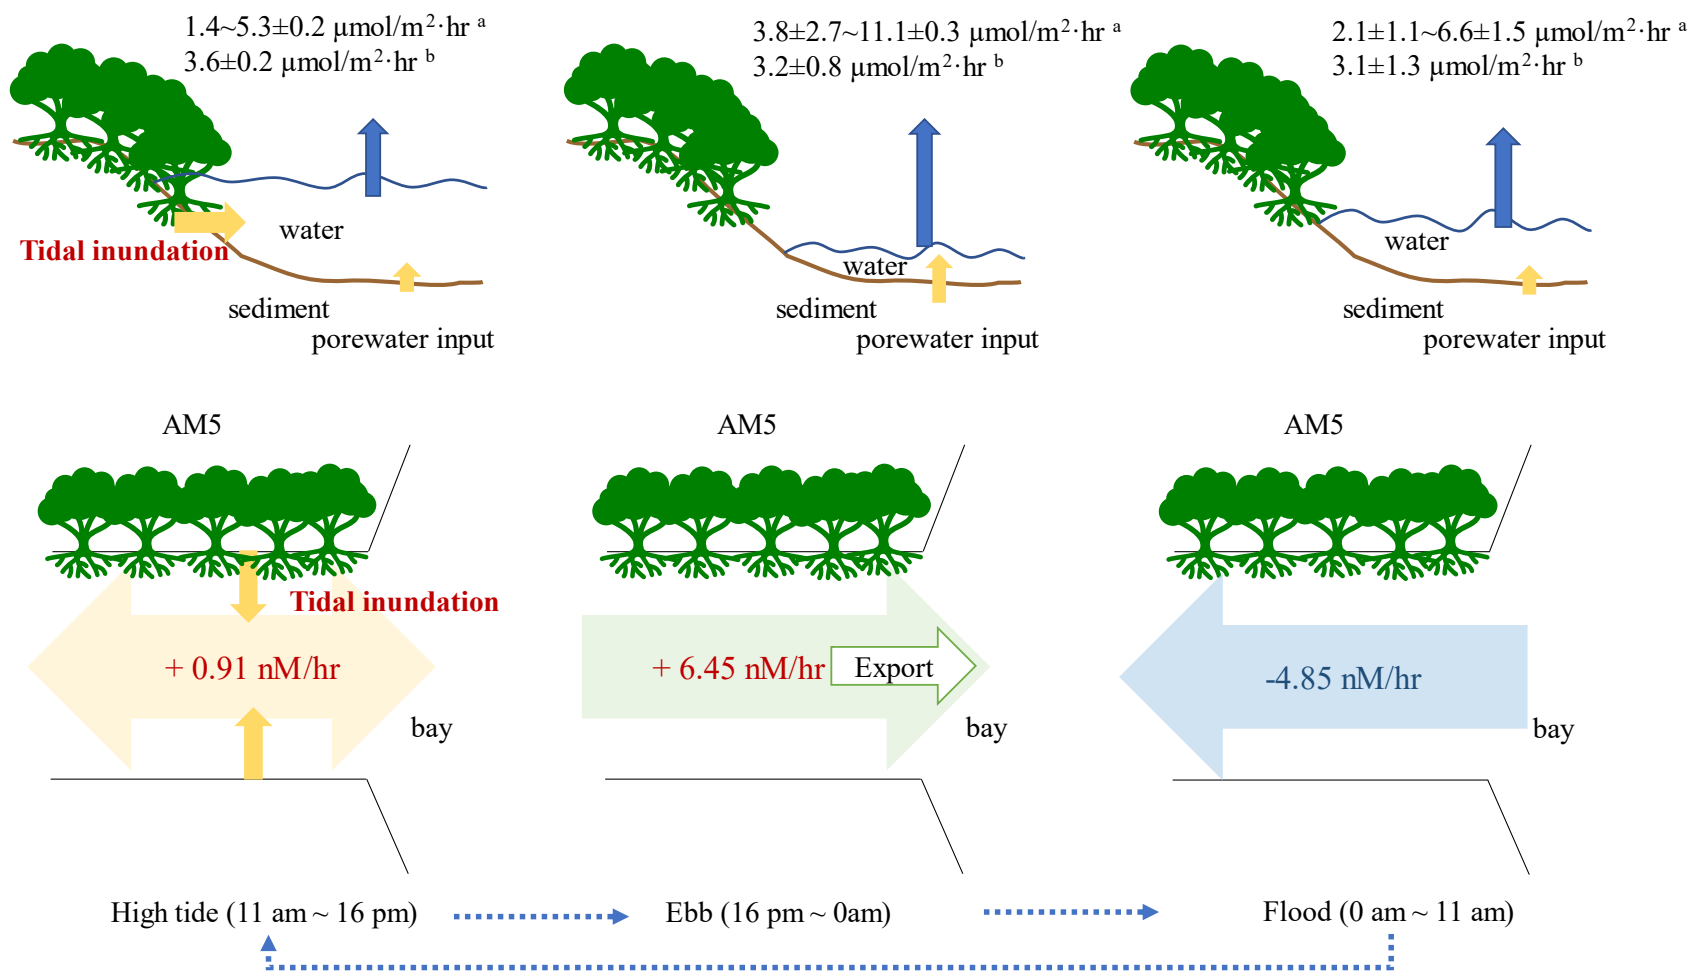 1.4~5.3±0.2 µmol/m²·hr ᵃ
3.6±0.2 µmol/m²·hr ᵇ
3.8±2.7~11.1±0.3 µmol/m²·hr ᵃ
3.2±0.8 µmol/m²·hr ᵇ
2.1±1.1~6.6±1.5 µmol/m²·hr ᵃ
3.1±1.3 µmol/m²·hr ᵇ
water
Tidal inundation
sediment
porewater input
water
sediment
porewater input
water
sediment
porewater input
AM5
AM5
AM5
Tidal inundation
+ 0.91 nM/hr
bay
+ 6.45 nM/hr
Export
bay
-4.85 nM/hr
bay
High tide (11 am ~ 16 pm)
Ebb (16 pm ~ 0am)
Flood (0 am ~ 11 am)